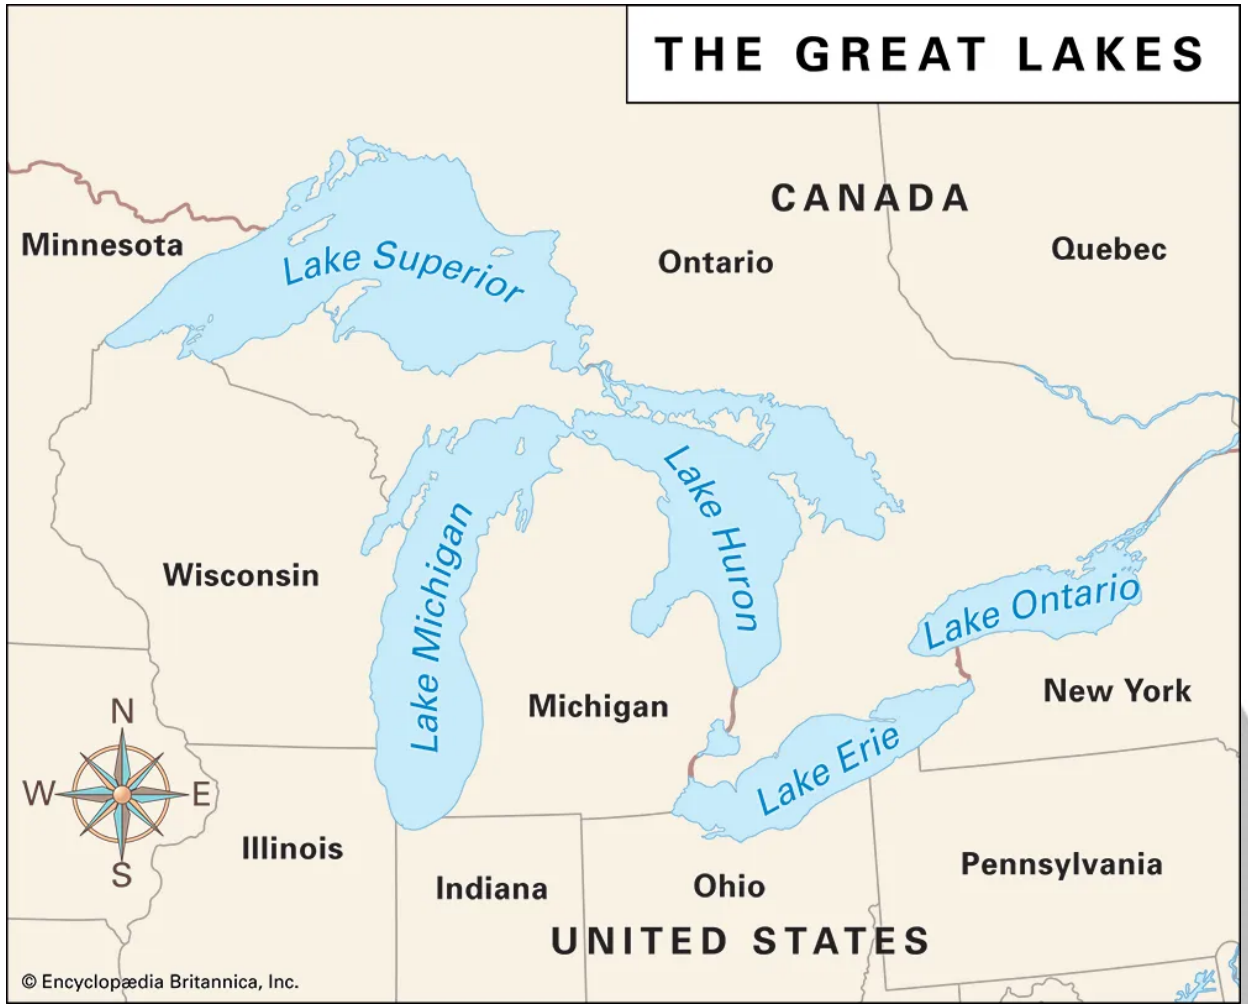 THE GREAT LAKES
CANADA
Minnesota
Lake Superior
Ontario
Quebec
Lake Huron
Lake Michigan
Wisconsin
Lake Ontario
Michigan
New York
N
W
E
S
Lake Erie
Illinois
Indiana
Ohio
Pennsylvania
UNITED STATES
© Encyclopædia Britannica, Inc.